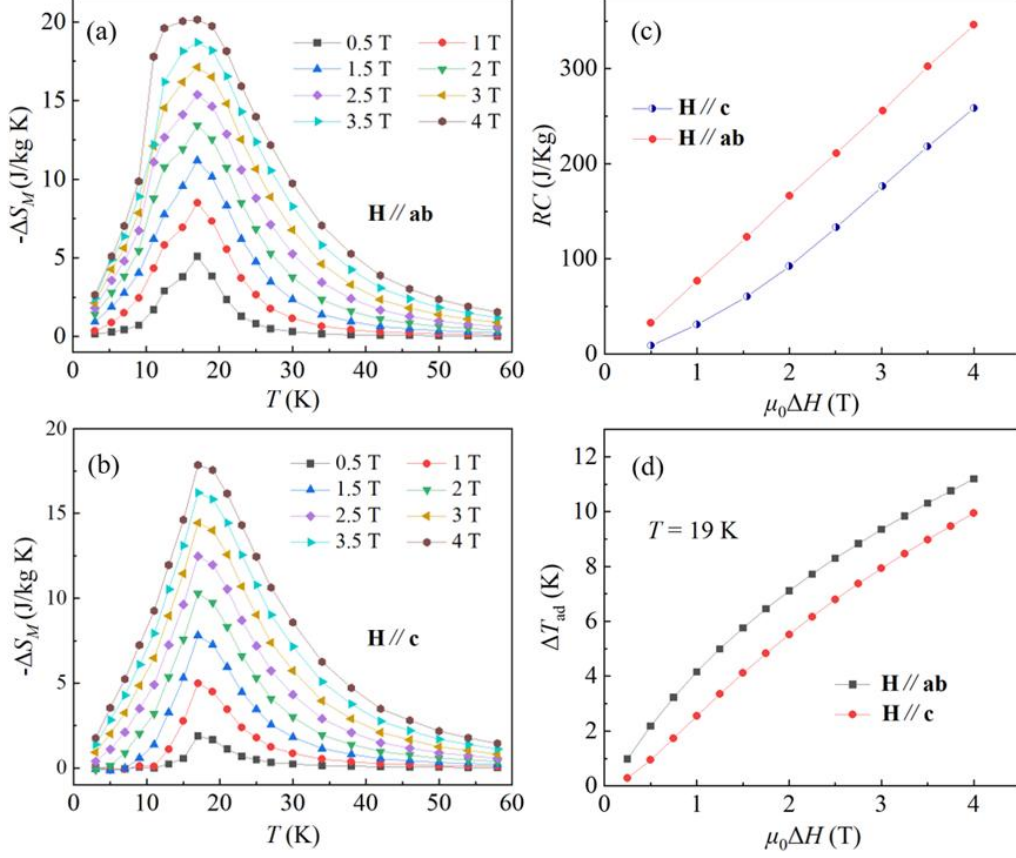 (a)
0.5 T
1 T
1.5 T
2 T
2.5 T
3 T
3.5 T
4 T
H // ab
-ΔS_M (J/kg K)
20
15
10
5
0
0 10 20 30 40 50 60
T (K)
(b)
0.5 T
1 T
1.5 T
2 T
2.5 T
3 T
3.5 T
4 T
H // c
-ΔS_M (J/kg K)
20
15
10
5
0
0 10 20 30 40 50 60
T (K)
(c)
H // c
H // ab
RC (J/Kg)
300
200
100
0
1 2 3 4
μ₀ΔH (T)
(d)
T = 19 K
H // ab
H // c
ΔT_ad (K)
12
10
8
6
4
2
0
0 1 2 3 4
μ₀ΔH (T)